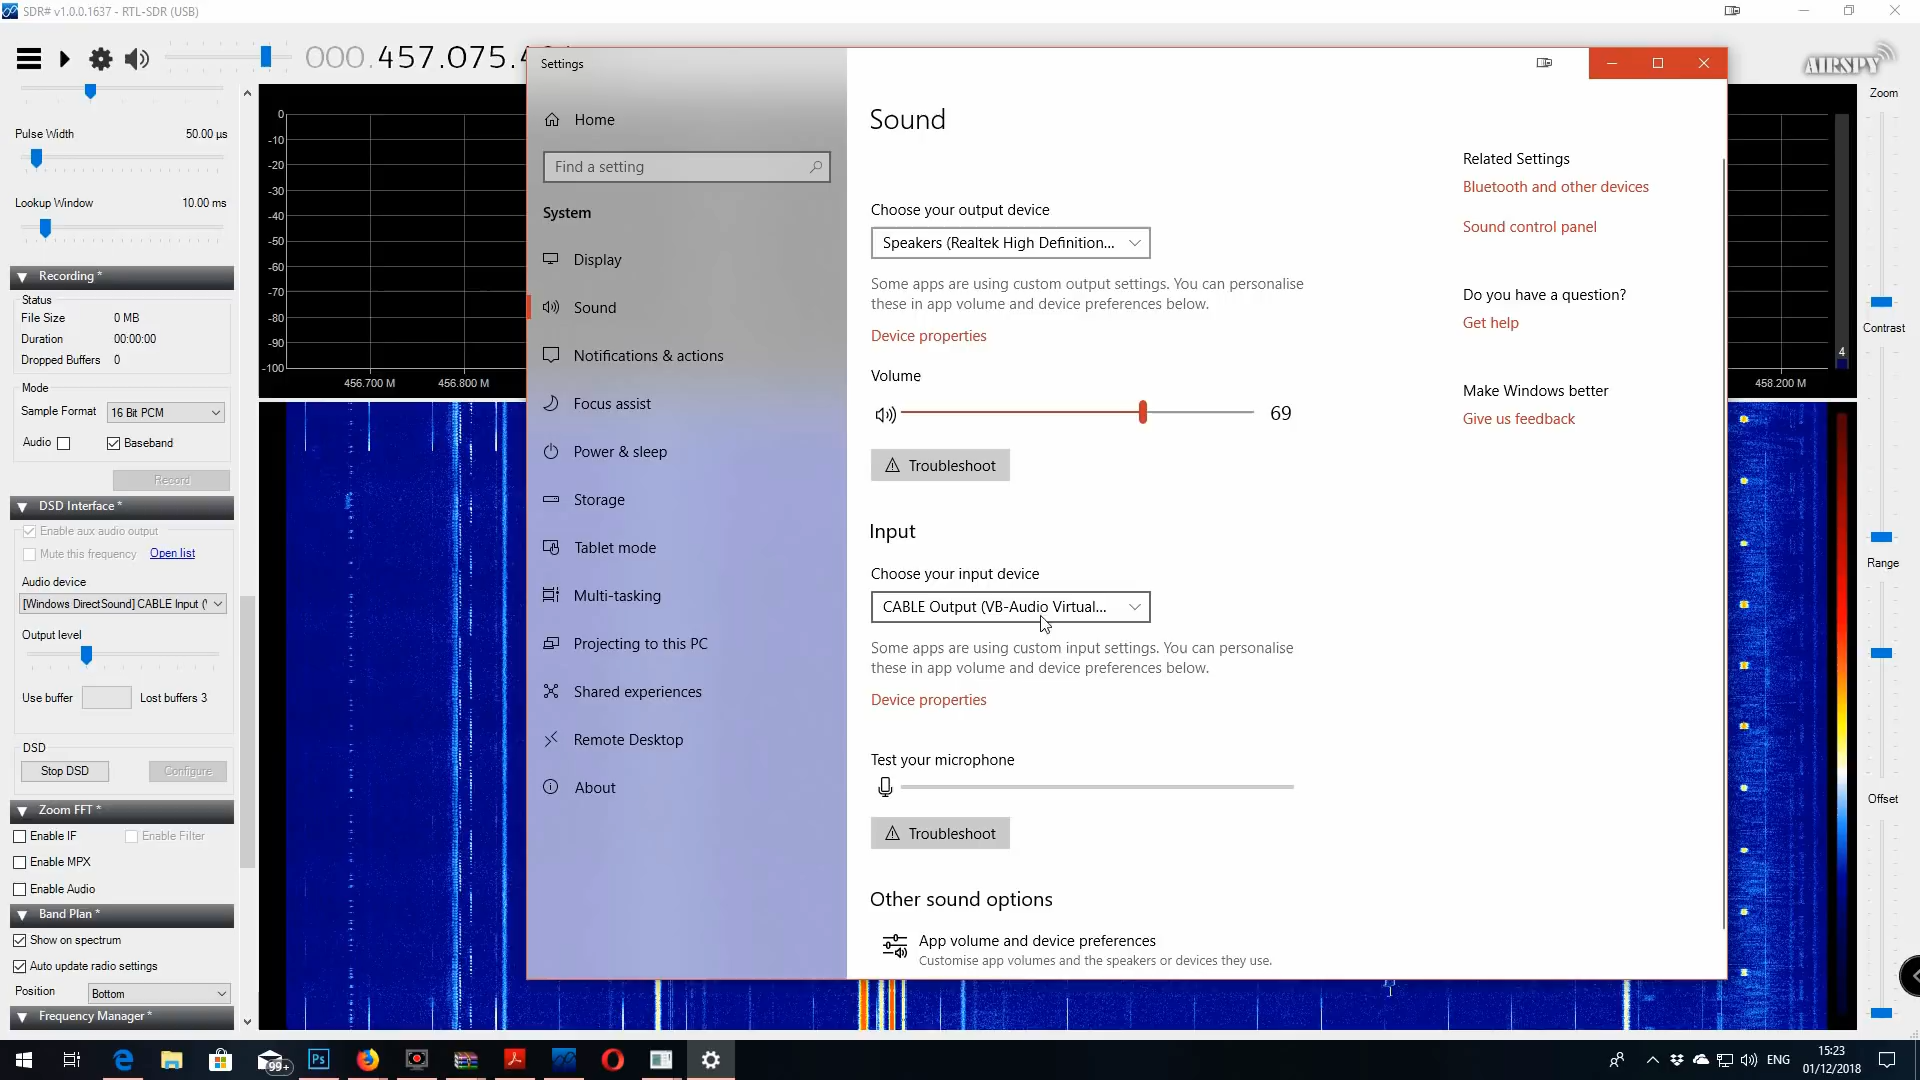 SDR# v1.0.0.1637 - RTL-SDR (USB)
000.457.075.
AIRSPY
Settings
Home
Find a setting
System
Display
Sound
Notifications & actions
Focus assist
Power & sleep
Storage
Tablet mode
Multi-tasking
Projecting to this PC
Shared experiences
Remote Desktop
About
Sound
Choose your output device
Speakers (Realtek High Definition...
Some apps are using custom output settings. You can personalise
these in app volume and device preferences below.
Device properties
Volume
69
Troubleshoot
Input
Choose your input device
CABLE Output (VB-Audio Virtual...
Some apps are using custom input settings. You can personalise
these in app volume and device preferences below.
Device properties
Test your microphone
Troubleshoot
Other sound options
App volume and device preferences
Customise app volumes and the speakers or devices they use.
Related Settings
Bluetooth and other devices
Sound control panel
Do you have a question?
Get help
Make Windows better
Give us feedback
Pulse Width 50.00 µs
Lookup Window 10.00 ms
Recording *
Status
File Size 0 MB
Duration 00:00:00
Dropped Buffers 0
Mode
Sample Format 16 Bit PCM
Audio Baseband
Record
DSD Interface *
Enable aux audio output
Mute this frequency Open list
Audio device
[Windows DirectSound] CABLE Input (
Output level
Use buffer Lost buffers 3
DSD
Stop DSD Configure
Zoom FFT *
Enable IF Enable Filter
Enable MPX
Enable Audio
Band Plan *
Show on spectrum
Auto update radio settings
Position Bottom
Frequency Manager *
0
-10
-20
-30
-40
-50
-60
-70
-80
-90
-100
456.700 M 456.800 M
4
458.200 M
Zoom
Contrast
Range
Offset
99+
Ps
ENG
15:23
01/12/2018